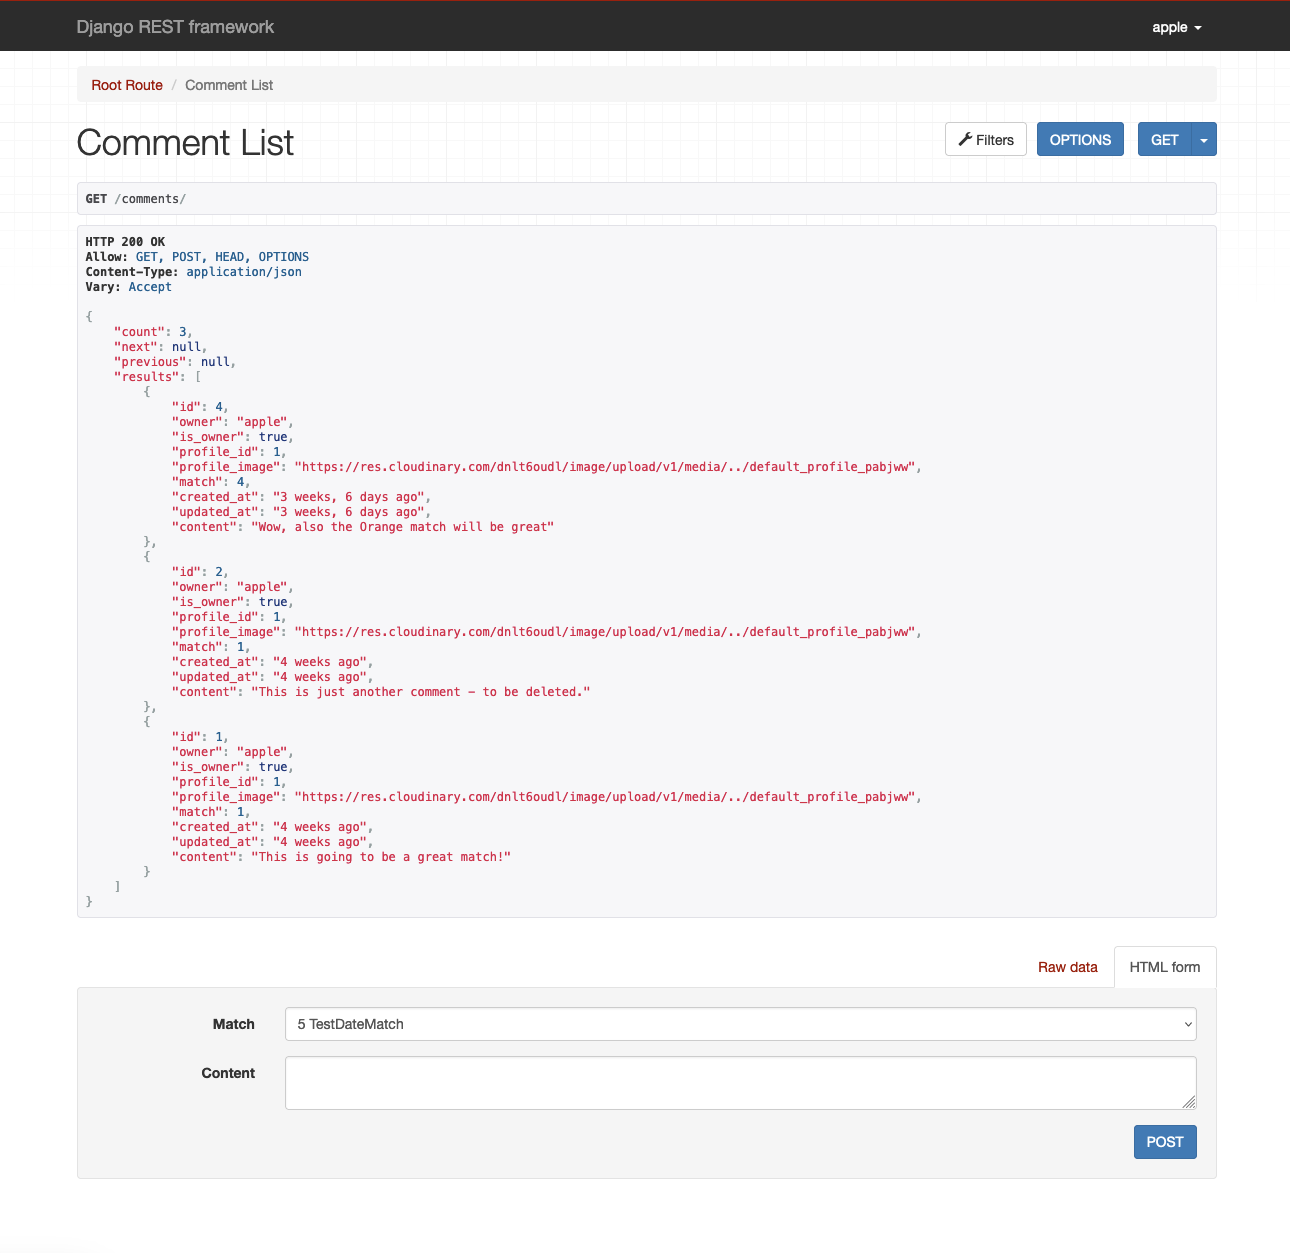 Django REST framework
apple
Root Route / Comment List
Comment List
Filters
OPTIONS
GET
GET /comments/
HTTP 200 OK
Allow: GET, POST, HEAD, OPTIONS
Content-Type: application/json
Vary: Accept
{
    "count": 3,
    "next": null,
    "previous": null,
    "results": [
        {
            "id": 4,
            "owner": "apple",
            "is_owner": true,
            "profile_id": 1,
            "profile_image": "https://res.cloudinary.com/dnlt6oudl/image/upload/v1/media/../default_profile_pabjww",
            "match": 4,
            "created_at": "3 weeks, 6 days ago",
            "updated_at": "3 weeks, 6 days ago",
            "content": "Wow, also the Orange match will be great"
        },
        {
            "id": 2,
            "owner": "apple",
            "is_owner": true,
            "profile_id": 1,
            "profile_image": "https://res.cloudinary.com/dnlt6oudl/image/upload/v1/media/../default_profile_pabjww",
            "match": 1,
            "created_at": "4 weeks ago",
            "updated_at": "4 weeks ago",
            "content": "This is just another comment - to be deleted."
        },
        {
            "id": 1,
            "owner": "apple",
            "is_owner": true,
            "profile_id": 1,
            "profile_image": "https://res.cloudinary.com/dnlt6oudl/image/upload/v1/media/../default_profile_pabjww",
            "match": 1,
            "created_at": "4 weeks ago",
            "updated_at": "4 weeks ago",
            "content": "This is going to be a great match!"
        }
    ]
}
Raw data
HTML form
Match
5 TestDateMatch
Content
POST